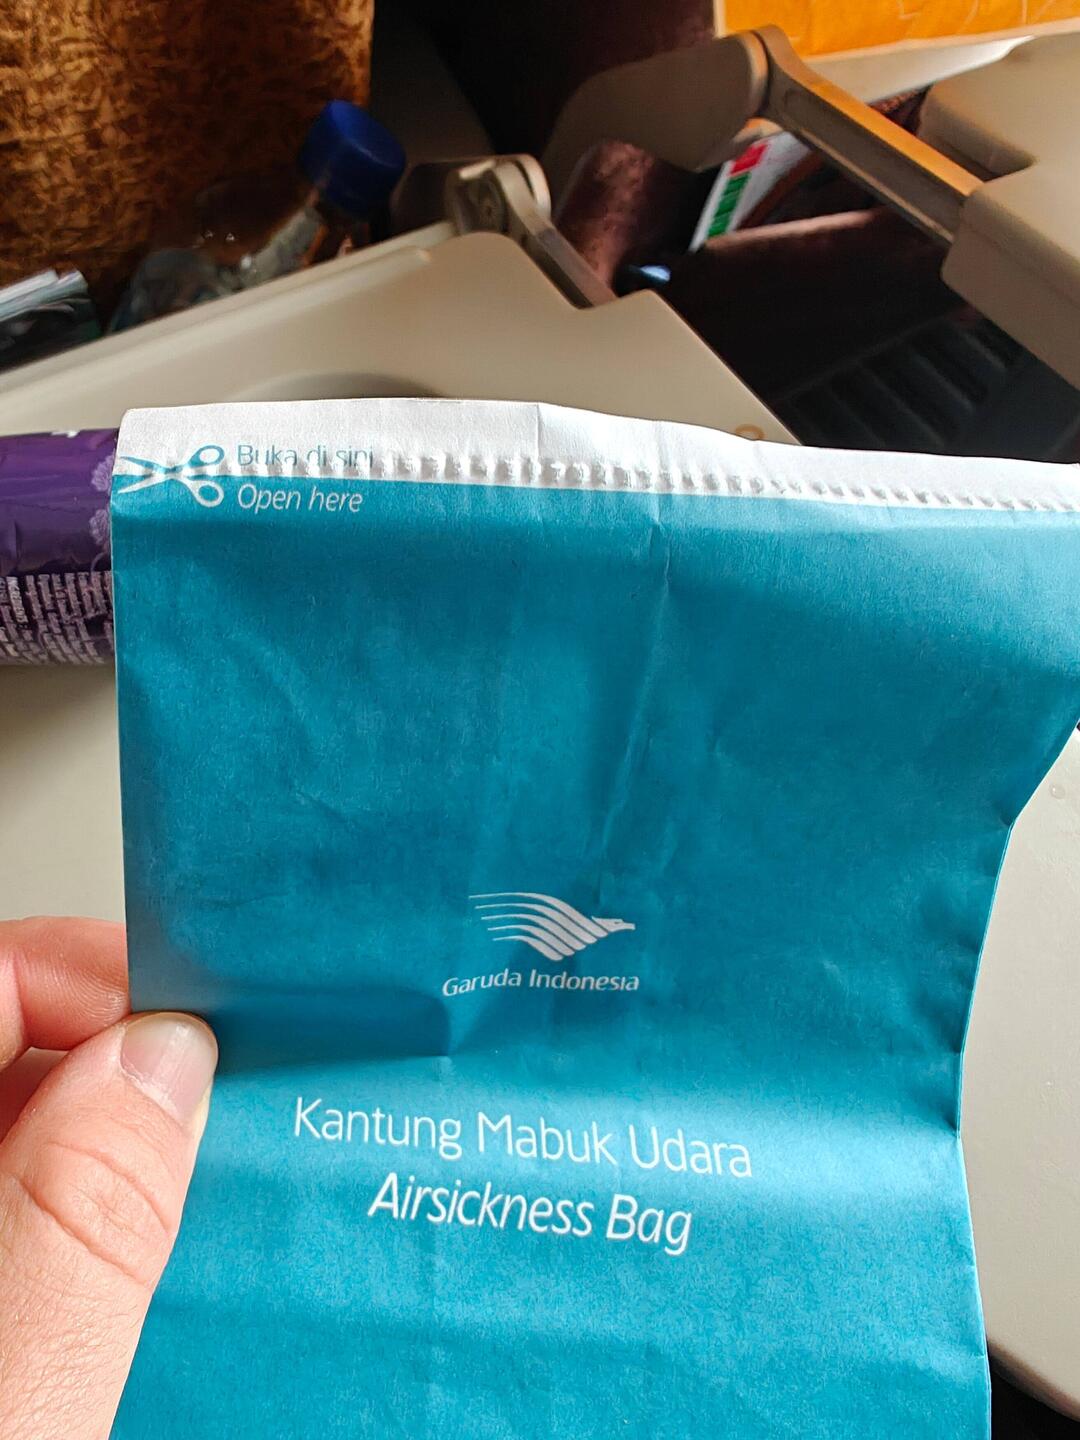 Buka di sini
Open here
Garuda Indonesia
Kantung Mabuk Udara
Airsickness Bag